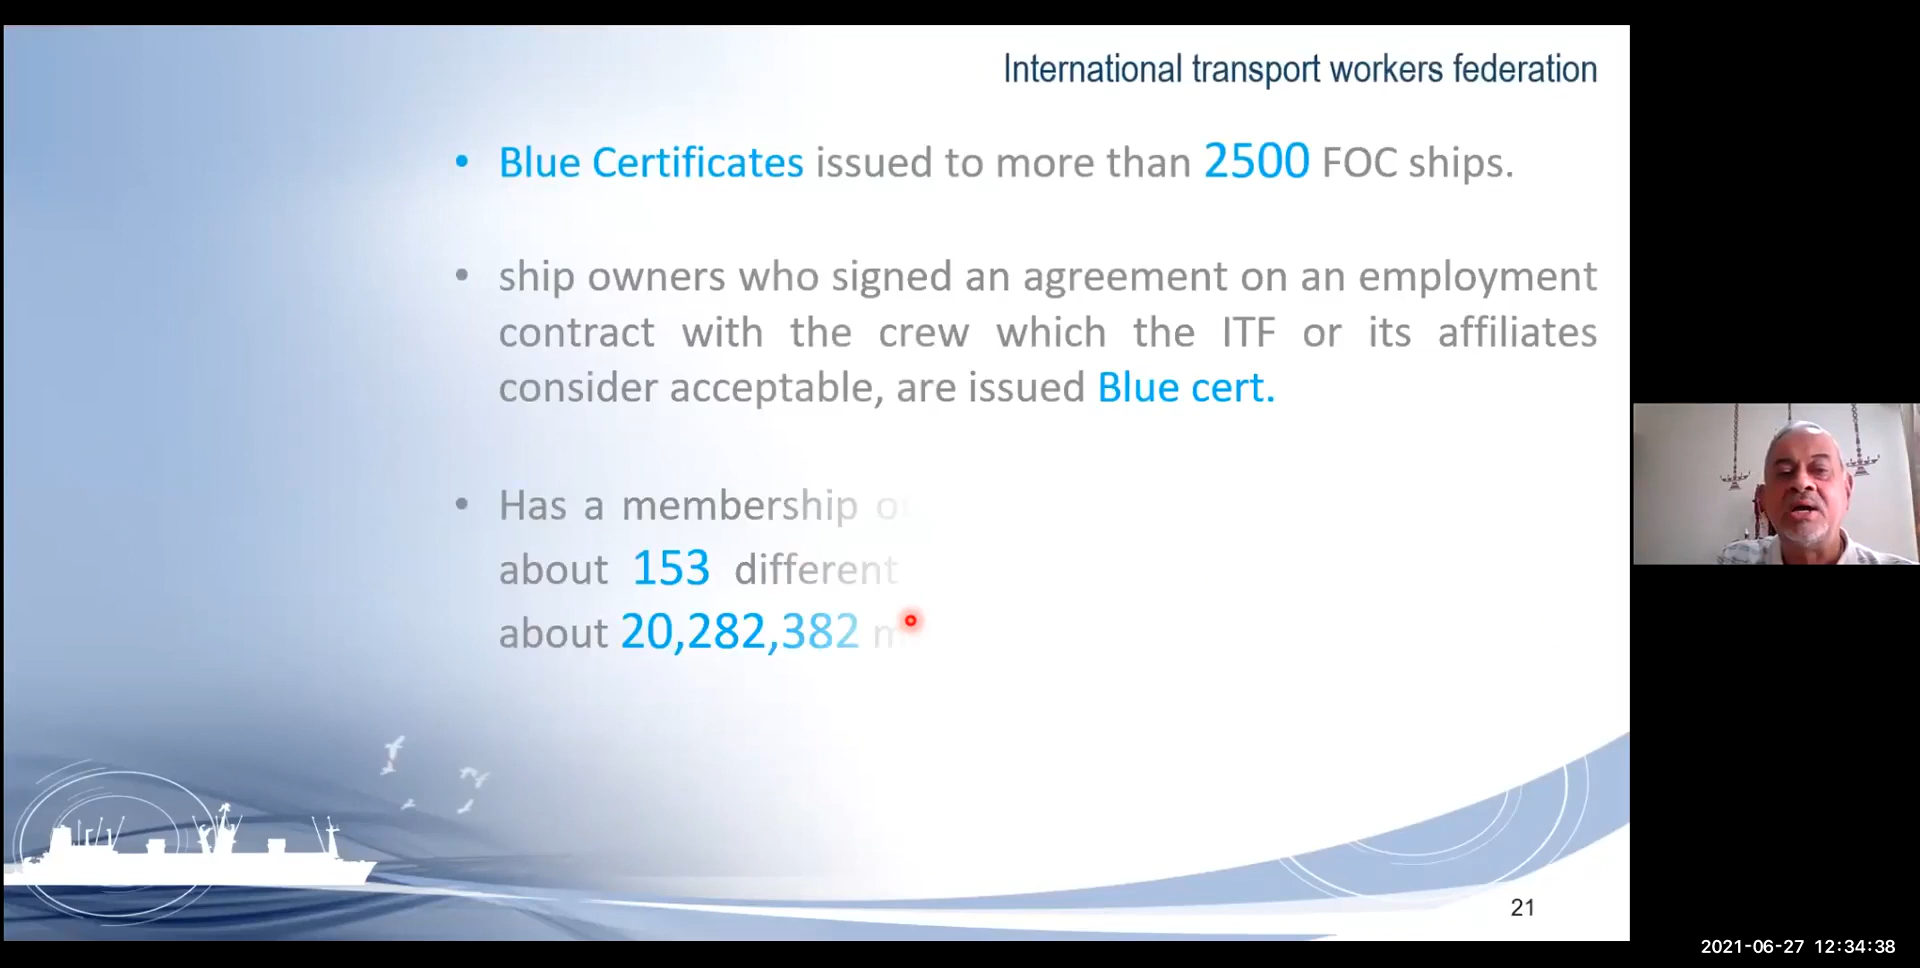 International transport workers federation
• Blue Certificates issued to more than 2500 FOC ships.
• ship owners who signed an agreement on an employment
contract with the crew which the ITF or its affiliates
consider acceptable, are issued Blue cert.
• Has a membership
about 153 different
about 20,282,382
21
2021-06-27 12:34:38